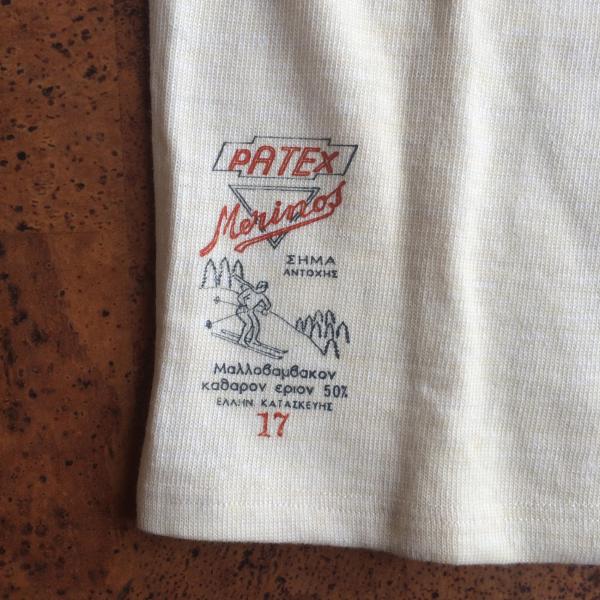 PATEX
Merinos
ΣΗΜΑ
ΑΝΤΟΧΗΣ
Μαλλοβαμβακον
καθαρον εριον 50%
ΕΛΛΗΝ ΚΑΤΑΣΚΕΥΗΣ
17